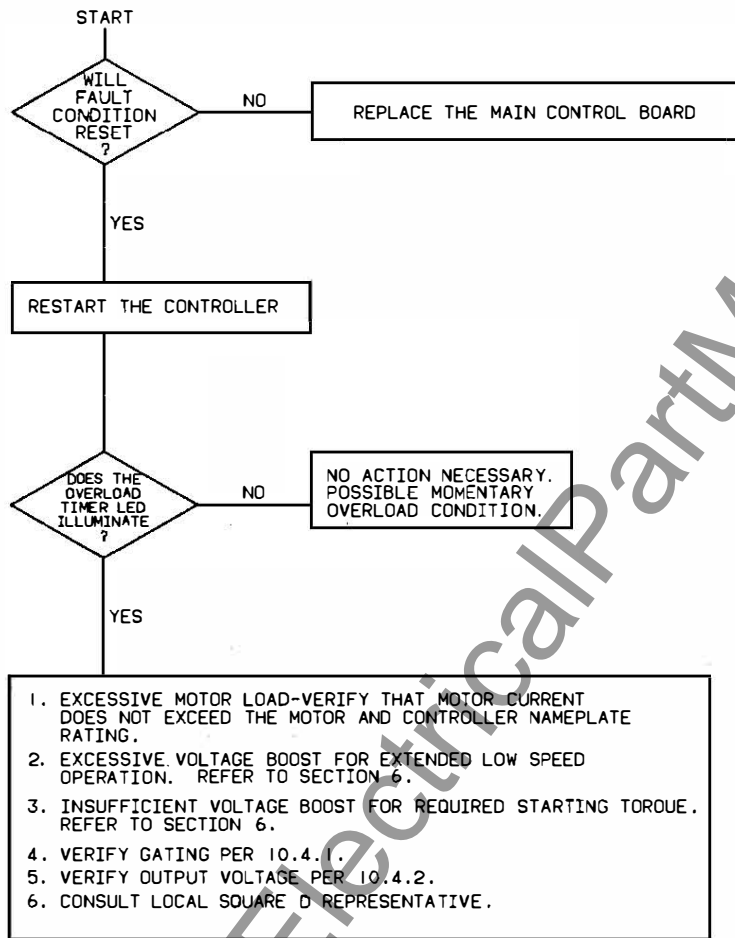 START
WILL
FAULT
CONDITION
RESET
?
NO
REPLACE THE MAIN CONTROL BOARD
YES
RESTART THE CONTROLLER
DOES THE
OVERLOAD
TIMER LED
ILLUMINATE
?
NO
NO ACTION NECESSARY.
POSSIBLE MOMENTARY
OVERLOAD CONDITION.
YES
1. EXCESSIVE MOTOR LOAD-VERIFY THAT MOTOR CURRENT
DOES NOT EXCEED THE MOTOR AND CONTROLLER NAMEPLATE
RATING.
2. EXCESSIVE VOLTAGE BOOST FOR EXTENDED LOW SPEED
OPERATION. REFER TO SECTION 6.
3. INSUFFICIENT VOLTAGE BOOST FOR REQUIRED STARTING TORQUE.
REFER TO SECTION 6.
4. VERIFY GATING PER 10.4.1.
5. VERIFY OUTPUT VOLTAGE PER 10.4.2.
6. CONSULT LOCAL SQUARE D REPRESENTATIVE.
ElectricalPartM